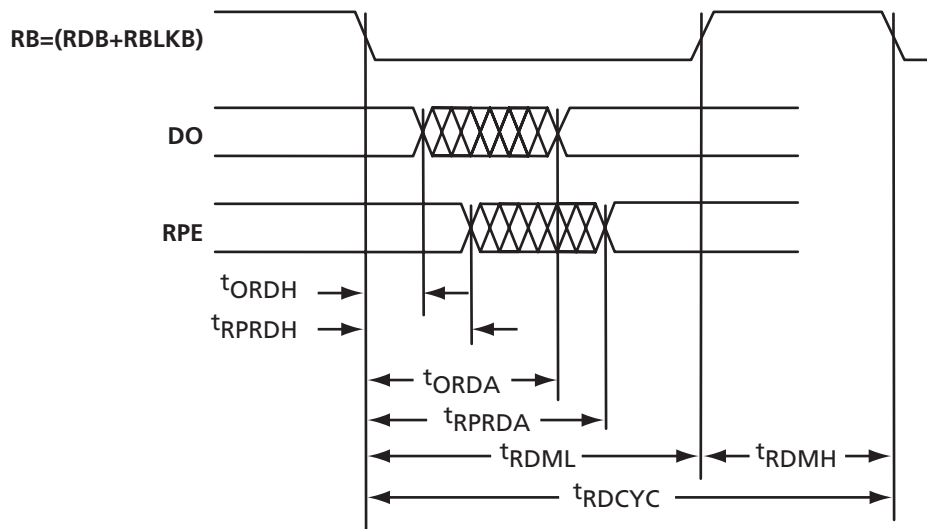 RB=(RDB+RBLKB)
DO
RPE
tORDH
tRPRDH
tORDA
tRPRDA
tRDML
tRDMH
tRDCYC